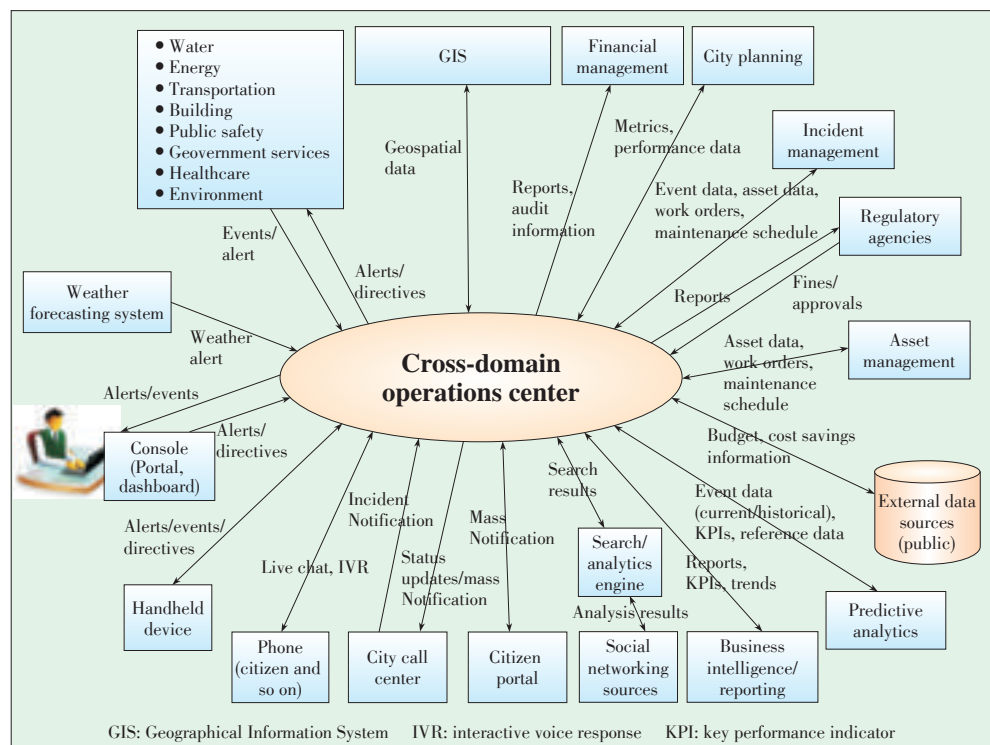 • Water
• Energy
• Transportation
• Building
• Public safety
• Geovernment services
• Healthcare
• Environment
GIS
Financial
management
City planning
Incident
management
Regulatory
agencies
Asset
management
External data
sources
(public)
Predictive
analytics
Business
intelligence/
reporting
Social
networking
sources
Search/
analytics
engine
Citizen
portal
City call
center
Phone
(citizen and
so on)
Handheld
device
Console
(Portal,
dashboard)
Weather
forecasting system
Cross-domain
operations center
Events/
alert
Alerts/
directives
Geospatial
data
Reports,
audit
information
Metrics,
performance data
Event data, asset data,
work orders,
maintenance schedule
Reports
Fines/
approvals
Asset data,
work orders,
maintenance
schedule
Budget, cost savings
information
Event data
(current/historical),
KPIs, reference data
Reports,
KPIs, trends
Search
results
Analysis results
Mass
Notification
Status
updates/mass
Notification
Incident
Notification
Live chat, IVR
Alerts/events/
directives
Alerts/
directives
Alerts/events
Weather
alert
GIS: Geographical Information System IVR: interactive voice response KPI: key performance indicator